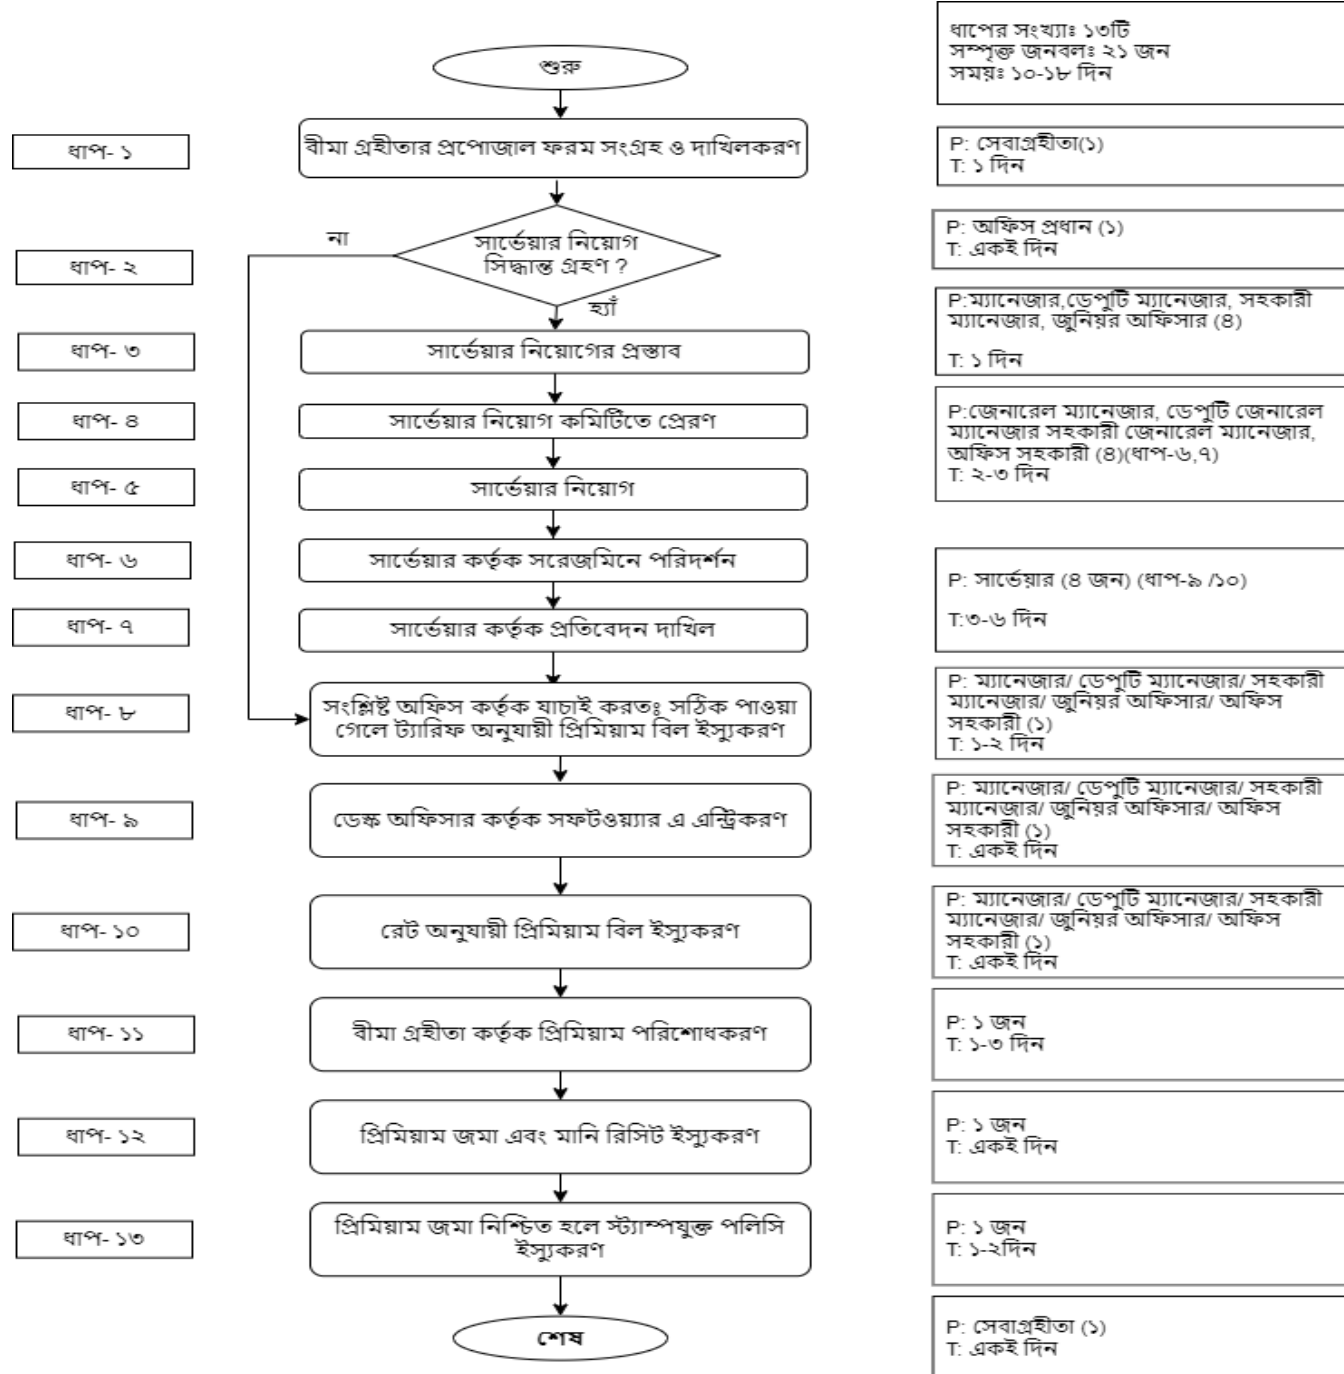 ধাপের সংখ্যাঃ ১৩টি
সম্পৃক্ত জনবলঃ ২১ জন
সময়ঃ ১০-১৮ দিন
শুরু
ধাপ- ১
বীমা গ্রহীতার প্রপোজাল ফরম সংগ্রহ ও দাখিলকরণ
P: সেবাগ্রহীতা(১)
T: ১ দিন
ধাপ- ২
সার্ভেয়ার নিয়োগ
সিদ্ধান্ত গ্রহণ ?
না
হ্যাঁ
P: অফিস প্রধান (১)
T: একই দিন
ধাপ- ৩
সার্ভেয়ার নিয়োগের প্রস্তাব
P:ম্যানেজার,ডেপুটি ম্যানেজার, সহকারী
ম্যানেজার, জুনিয়র অফিসার (৪)
T: ১ দিন
ধাপ- ৪
সার্ভেয়ার নিয়োগ কমিটিতে প্রেরণ
P:জেনারেল ম্যানেজার, ডেপুটি জেনারেল
ম্যানেজার সহকারী জেনারেল ম্যানেজার,
অফিস সহকারী (৪)(ধাপ-৬,৭)
T: ২-৩ দিন
ধাপ- ৫
সার্ভেয়ার নিয়োগ
ধাপ- ৬
সার্ভেয়ার কর্তৃক সরেজমিনে পরিদর্শন
P: সার্ভেয়ার (৪ জন) (ধাপ-৯ /১০)
T:৩-৬ দিন
ধাপ- ৭
সার্ভেয়ার কর্তৃক প্রতিবেদন দাখিল
ধাপ- ৮
সংশ্লিষ্ট অফিস কর্তৃক যাচাই করতঃ সঠিক পাওয়া
গেলে ট্যারিফ অনুযায়ী প্রিমিয়াম বিল ইস্যুকরণ
P: ম্যানেজার/ ডেপুটি ম্যানেজার/ সহকারী
ম্যানেজার/ জুনিয়র অফিসার/ অফিস
সহকারী (১)
T: ১-২ দিন
ধাপ- ৯
ডেস্ক অফিসার কর্তৃক সফটওয়্যার এ এন্ট্রিকরণ
P: ম্যানেজার/ ডেপুটি ম্যানেজার/ সহকারী
ম্যানেজার/ জুনিয়র অফিসার/ অফিস
সহকারী (১)
T: একই দিন
ধাপ- ১০
রেট অনুযায়ী প্রিমিয়াম বিল ইস্যুকরণ
P: ম্যানেজার/ ডেপুটি ম্যানেজার/ সহকারী
ম্যানেজার/ জুনিয়র অফিসার/ অফিস
সহকারী (১)
T: একই দিন
ধাপ- ১১
বীমা গ্রহীতা কর্তৃক প্রিমিয়াম পরিশোধকরণ
P: ১ জন
T: ১-৩ দিন
ধাপ- ১২
প্রিমিয়াম জমা এবং মানি রিসিট ইস্যুকরণ
P: ১ জন
T: একই দিন
ধাপ- ১৩
প্রিমিয়াম জমা নিশ্চিত হলে স্ট্যাম্পযুক্ত পলিসি
ইস্যুকরণ
P: ১ জন
T: ১-২দিন
শেষ
P: সেবাগ্রহীতা (১)
T: একই দিন